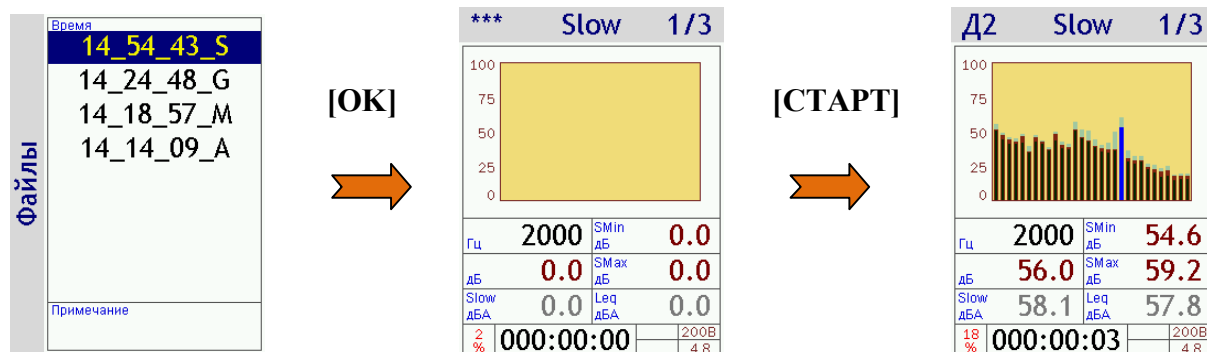 Файлы
Время
14_54_43_S
14_24_48_G
14_18_57_M
14_14_09_A
Примечание
[OK]
*** Slow 1/3
100
75
50
25
0
Гц 2000 SMin дБ 0.0
дБ 0.0 SMax дБ 0.0
Slow дБА 0.0 Leq дБА 0.0
2 % 000:00:00 200В 4.8
[СТАРТ]
Д2 Slow 1/3
100
75
50
25
0
Гц 2000 SMin дБ 54.6
дБ 56.0 SMax дБ 59.2
Slow дБА 58.1 Leq дБА 57.8
18 % 000:00:03 200В 4.8